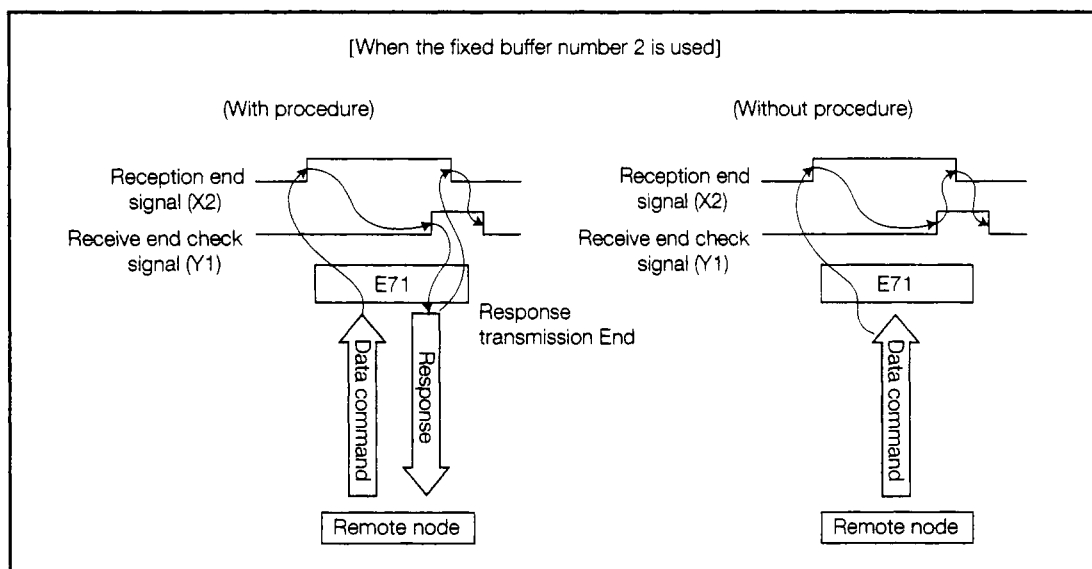 [When the fixed buffer number 2 is used]
(With procedure)
Reception end
signal (X2)
Receive end check
signal (Y1)
E71
Response
transmission End
Data command
Response
Remote node
(Without procedure)
Reception end
signal (X2)
Receive end check
signal (Y1)
E71
Data command
Remote node